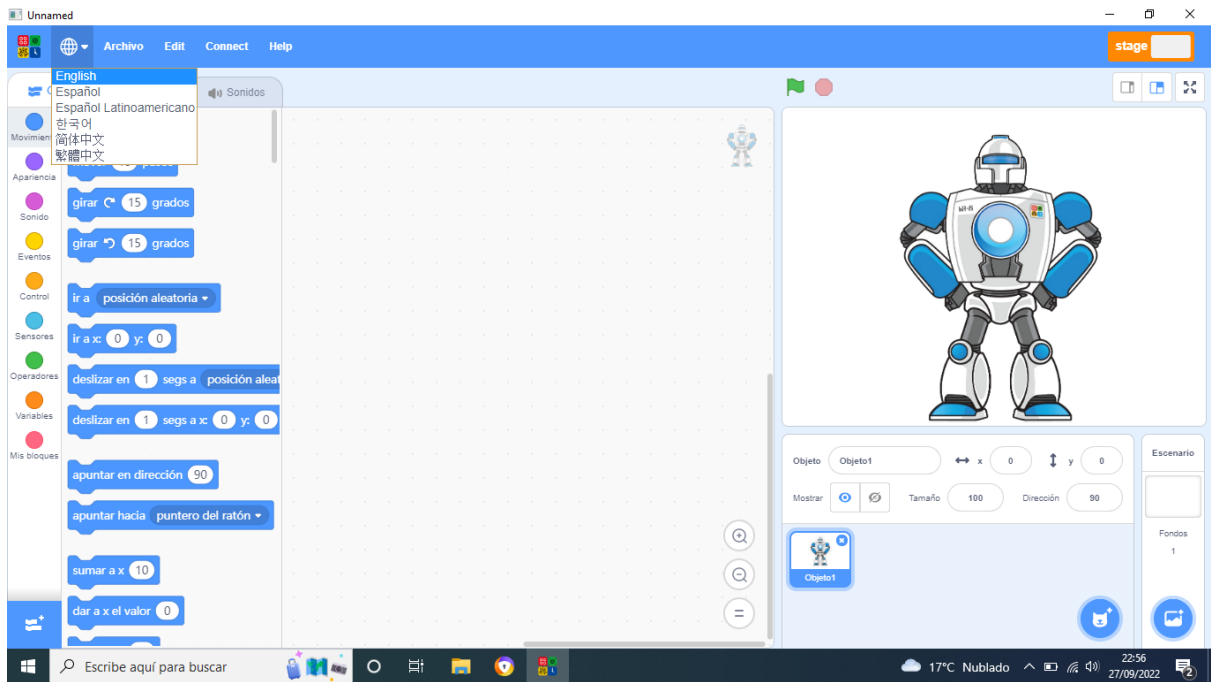 Unnamed
Archivo Edit Connect Help
stage
English
Español
Español Latinoamericano
한국어
简体中文
繁體中文
Sonidos
Movimien
Apariencia
Sonido
Eventos
Control
Sensores
Operadores
Variables
Mis bloques
girar 15 grados
girar 15 grados
ir a posición aleatoria
ir a x: 0 y: 0
deslizar en 1 segs a posición aleat
deslizar en 1 segs a x: 0 y: 0
apuntar en dirección 90
apuntar hacia puntero del ratón
sumar a x 10
dar a x el valor 0
Objeto Objeto1 x 0 y 0
Mostrar Tamaño 100 Dirección 90
Objeto1
Escenario
Fondos
1
Escribe aquí para buscar
17°C Nublado
22:56
27/09/2022
2